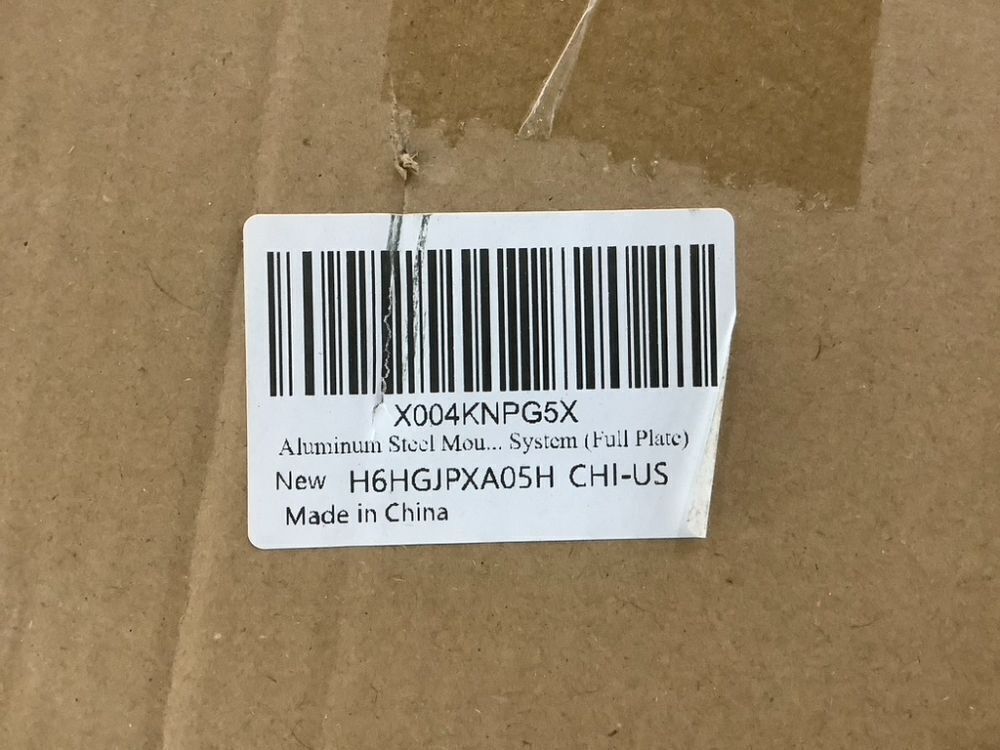 X004KNPG5X
Aluminum Steel Mou... System (Full Plate)
New H6HGJPXA05H CHI-US
Made in China